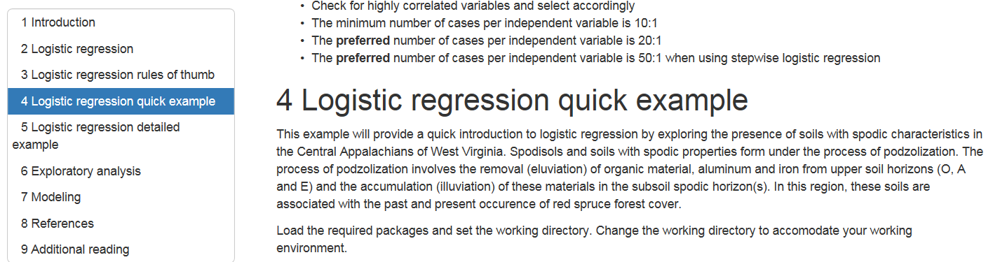 1 Introduction
2 Logistic regression
3 Logistic regression rules of thumb
4 Logistic regression quick example
5 Logistic regression detailed
example
6 Exploratory analysis
7 Modeling
8 References
9 Additional reading
• Check for highly correlated variables and select accordingly
• The minimum number of cases per independent variable is 10:1
• The preferred number of cases per independent variable is 20:1
• The preferred number of cases per independent variable is 50:1 when using stepwise logistic regression
4 Logistic regression quick example
This example will provide a quick introduction to logistic regression by exploring the presence of soils with spodic characteristics in
the Central Appalachians of West Virginia. Spodisols and soils with spodic properties form under the process of podzolization. The
process of podzolization involves the removal (eluviation) of organic material, aluminum and iron from upper soil horizons (O, A
and E) and the accumulation (illuviation) of these materials in the subsoil spodic horizon(s). In this region, these soils are
associated with the past and present occurence of red spruce forest cover.
Load the required packages and set the working directory. Change the working directory to accomodate your working
environment.